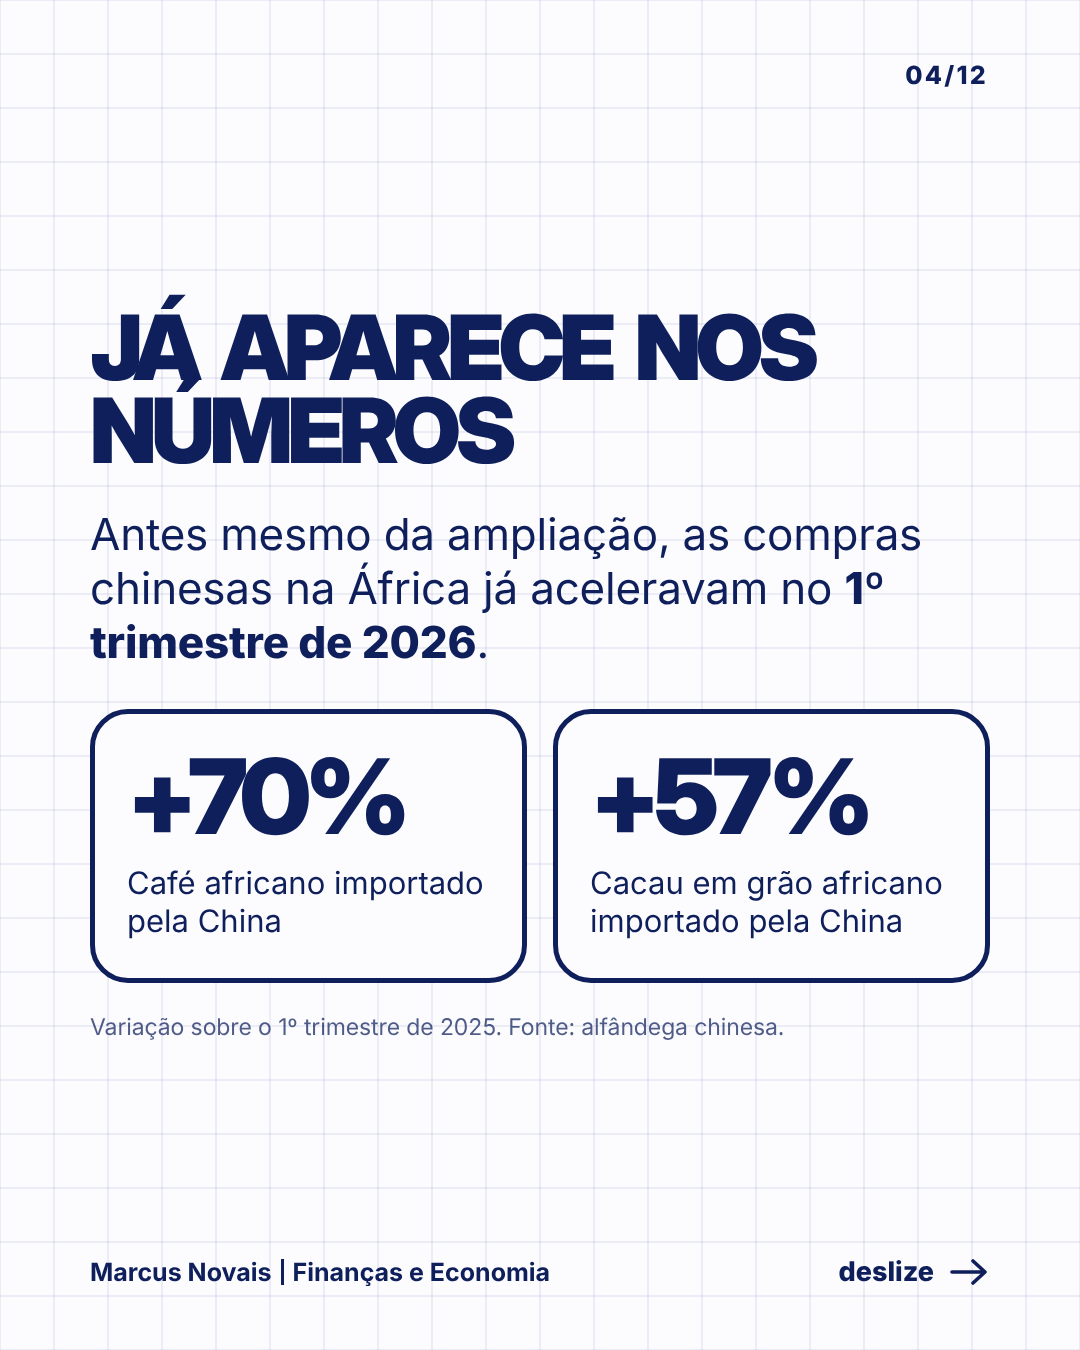 04/12
JÁ APARECE NOS
NÚMEROS
Antes mesmo da ampliação, as compras
chinesas na África já aceleravam no 1º
trimestre de 2026.
+70%
Café africano importado
pela China
+57%
Cacau em grão africano
importado pela China
Variação sobre o 1º trimestre de 2025. Fonte: alfândega chinesa.
Marcus Novais | Finanças e Economia
deslize →